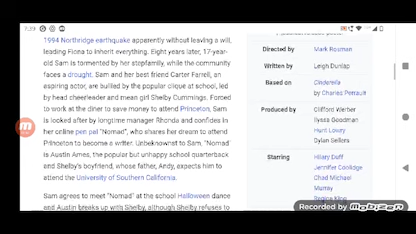 7:29
1994 Northridge earthquake apparently without leaving a will,
leading Fiona to inherit everything. Eight years later, 17-year-
old Sam is tormented by her stepfamily, while the community
faces a drought. Sam and her best friend Carter Farrell, an
aspiring actor, are bullied by the popular clique at school, led
by head cheerleader and mean girl Shelby Cummings. Forced
to work at the diner to save money to attend Princeton, Sam
is looked after by longtime manager Rhonda and confides in
her online pen pal "Nomad", who shares her dream to attend
Princeton to become a writer. Unbeknownst to Sam, "Nomad"
is Austin Ames, the popular but unhappy school quarterback
and Shelby's boyfriend, whose father, Andy, expects him to
attend the University of Southern California.
Sam agrees to meet "Nomad" at the school Halloween dance
and Austin breaks up with Shelby, although Shelby refuses to
Directed by Mark Rosman
Written by Leigh Dunlap
Based on Cinderella
by Charles Perrault
Produced by Clifford Werber
Ilyssa Goodman
Hunt Lowry
Dylan Sellers
Starring Hilary Duff
Jennifer Coolidge
Chad Michael
Murray
Regina King
Recorded by MOBIZEN